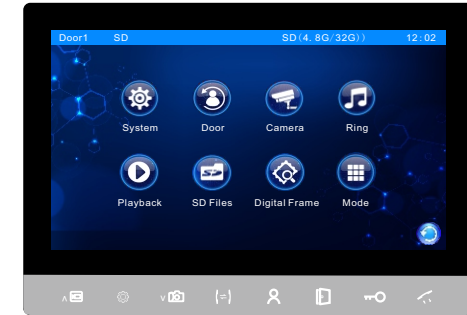 Door1 SD SD(4.8G/32G)) 12:02
System Door Camera Ring
Playback SD Files Digital Frame Mode